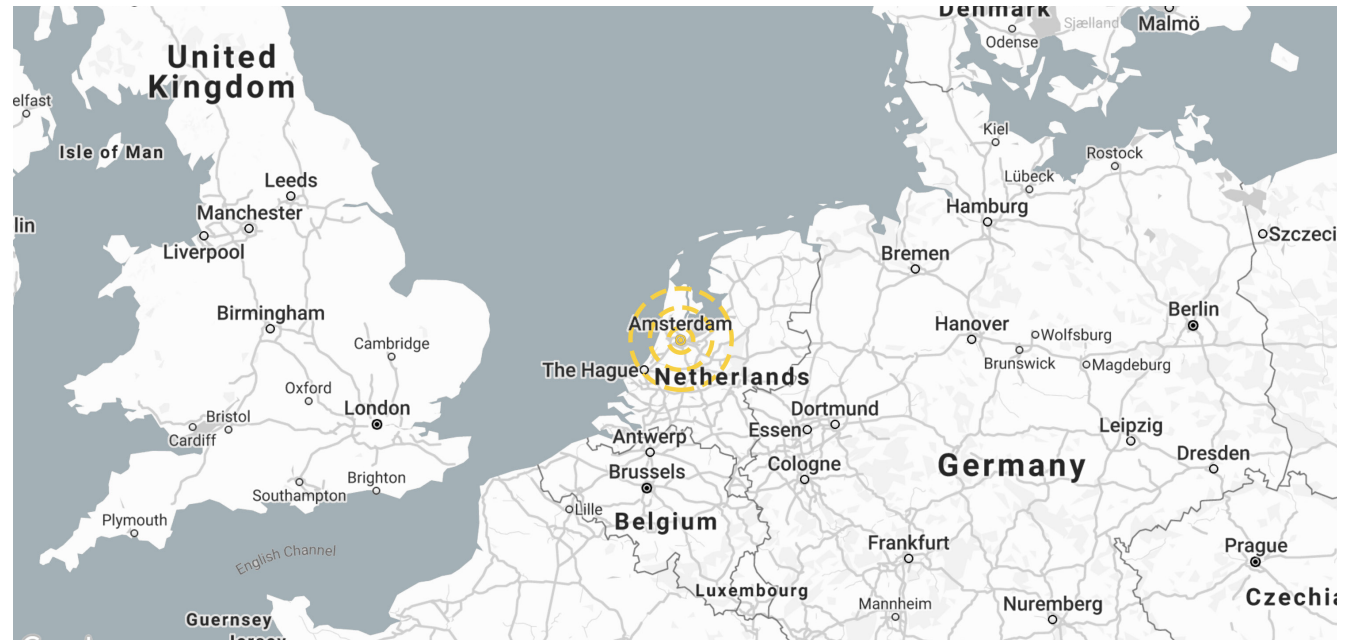 Denmark
Sjælland
Malmö
Odense
United
Kingdom
elfast
Kiel
Isle of Man
Rostock
Lübeck
Leeds
Hamburg
Manchester
lin
Szczeci
Liverpool
Bremen
Berlin
Birmingham
Amsterdam
Hanover
Wolfsburg
Cambridge
Brunswick
Magdeburg
The Hague
Netherlands
Oxford
London
Dortmund
Bristol
Essen
Leipzig
Cardiff
Antwerp
Dresden
Cologne
Germany
Brussels
Brighton
Southampton
Lille
Plymouth
Belgium
Frankfurt
Prague
English Channel
Luxembourg
Czechia
Mannheim
Nuremberg
Guernsey
Jersey